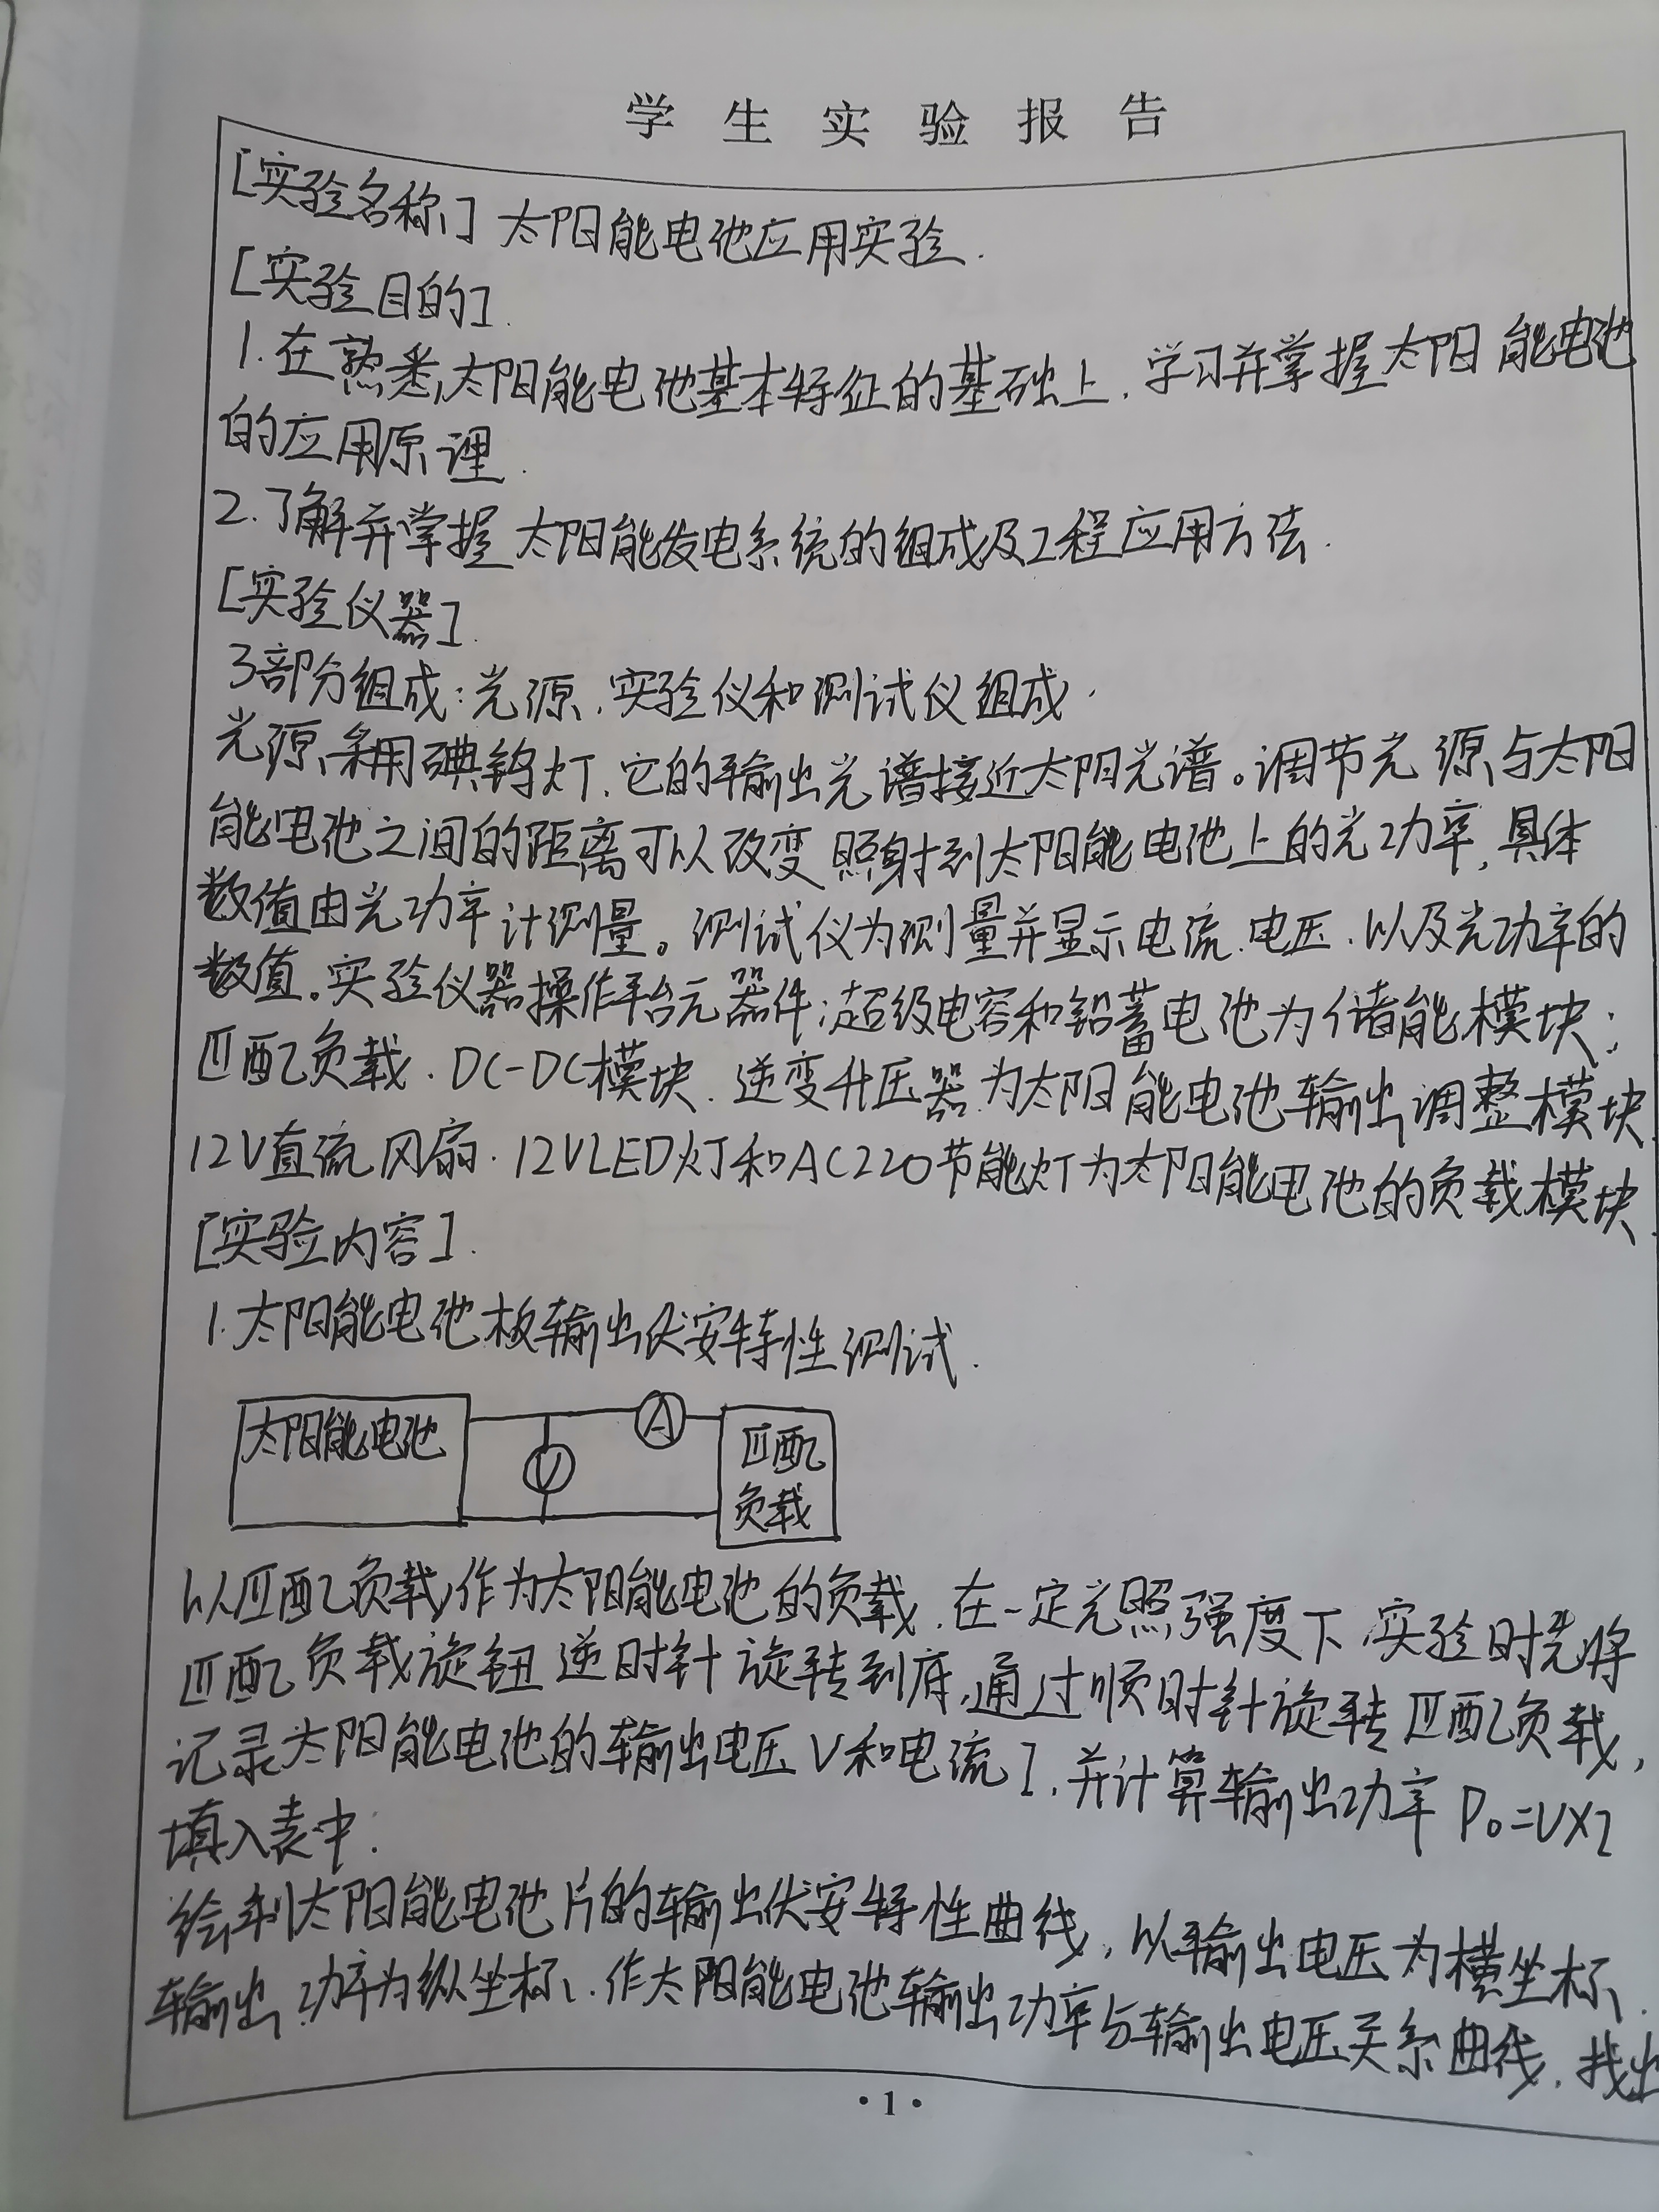 学生实验报告
[实验名称] 太阳能电池应用实验.
[实验目的].
1.在熟悉太阳能电池基本特征的基础上,学习并掌握太阳能电池
的应用原理.
2.了解并掌握太阳能发电系统的组成及工程应用方法.
[实验仪器].
3部分组成:光源、实验仪和测试仪组成.
光源采用碘钨灯,它的输出光谱接近太阳光谱。调节光源与太阳
能电池之间的距离可以改变照射到太阳能电池上的光功率,具体
数值由光功率计测量。测试仪为测量并显示电流、电压、以及光功率的
数值。实验仪器操作平台元器件:超级电容和铅蓄电池为储能模块;
匹配负载、DC-DC模块、逆变升压器为太阳能电池输出调整模块
12V直流风扇、12VLED灯和AC220节能灯为太阳能电池的负载模块.
[实验内容].
1.太阳能电池板输出伏安特性测试.
太阳能电池
V
A
匹配
负载
以匹配负载作为太阳能电池的负载,在一定光照强度下,实验时先将
匹配负载旋钮逆时针旋转到底,通过顺时针旋转匹配负载,
记录太阳能电池的输出电压V和电流I,并计算输出功率 P₀=V×I
填入表中:
绘制太阳能电池片的输出伏安特性曲线,以输出电压为横坐标.
输出功率为纵坐标、作太阳能电池输出功率与输出电压关系曲线,找出
·1·